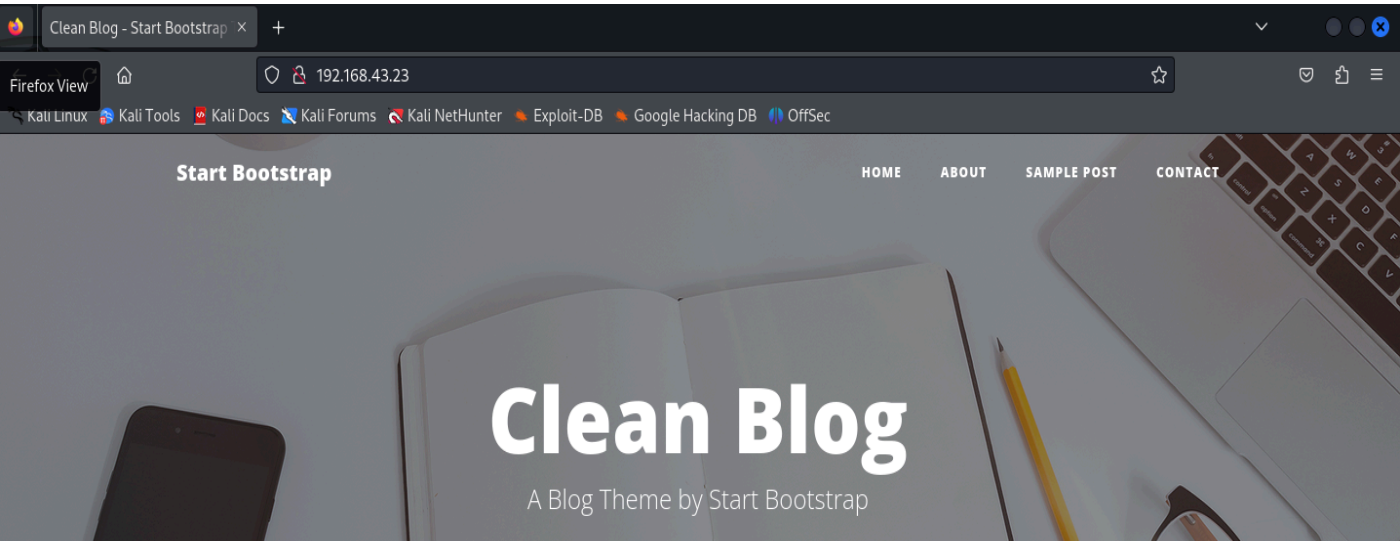 Clean Blog - Start Bootstrap
192.168.43.23
Firefox View
Kali Linux Kali Tools Kali Docs Kali Forums Kali NetHunter Exploit-DB Google Hacking DB OffSec
Start Bootstrap HOME ABOUT SAMPLE POST CONTACT
Clean Blog
A Blog Theme by Start Bootstrap